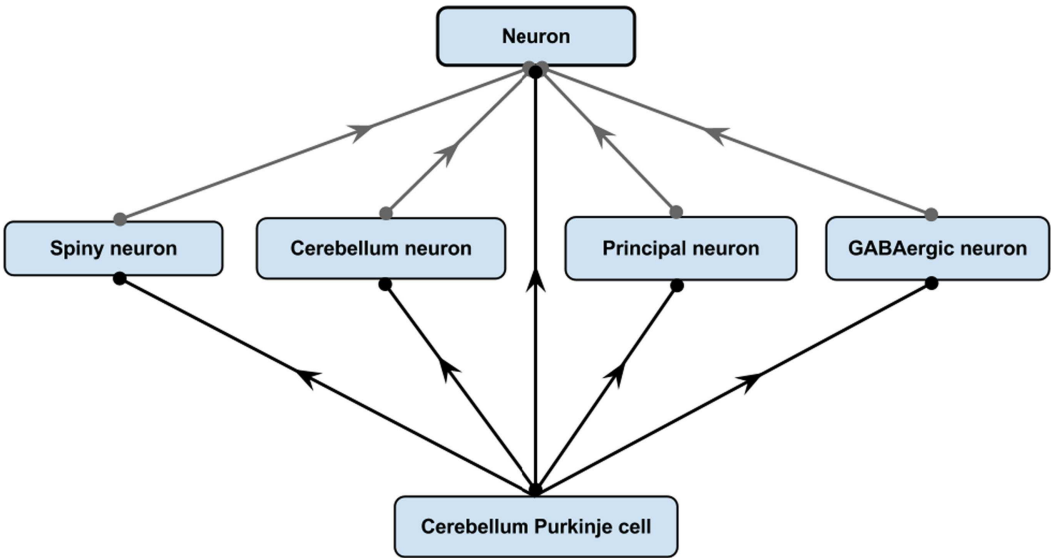 Neuron
Spiny neuron
Cerebellum neuron
Principal neuron
GABAergic neuron
Cerebellum Purkinje cell